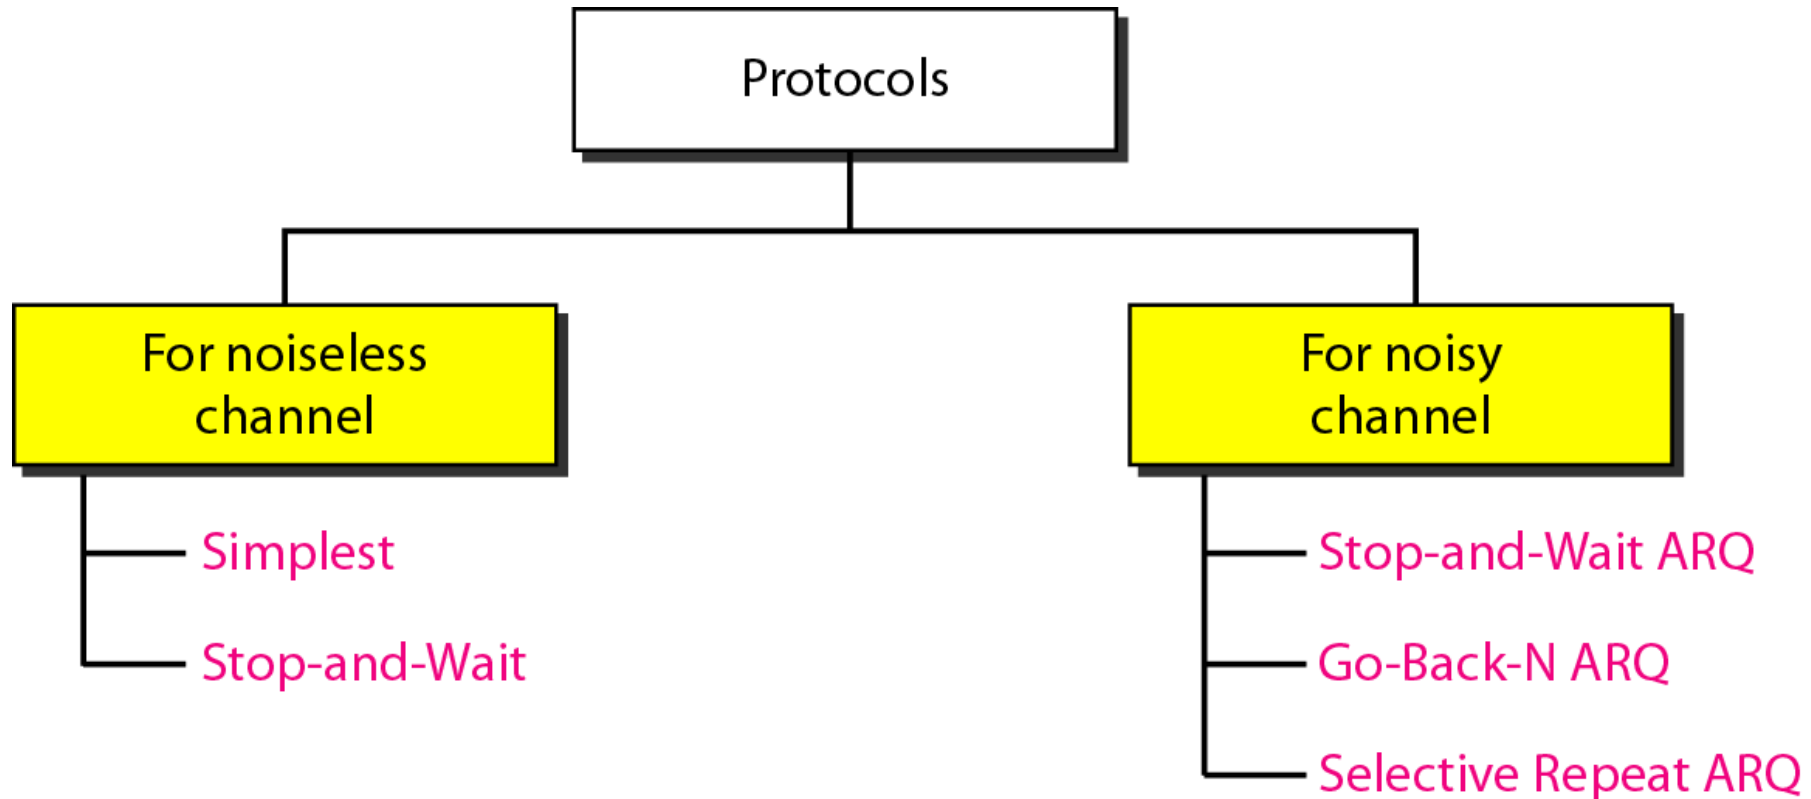 Protocols
For noiseless
channel
Simplest
Stop-and-Wait
For noisy
channel
Stop-and-Wait ARQ
Go-Back-N ARQ
Selective Repeat ARQ